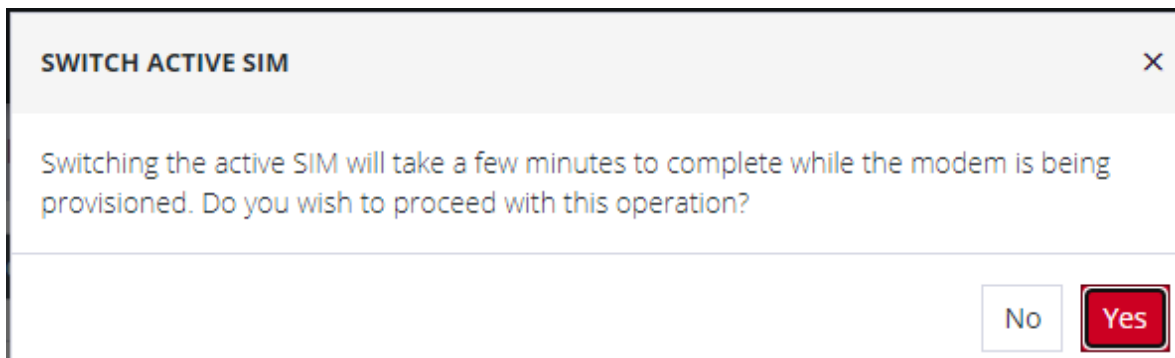 SWITCH ACTIVE SIM
Switching the active SIM will take a few minutes to complete while the modem is being
provisioned. Do you wish to proceed with this operation?
No
Yes